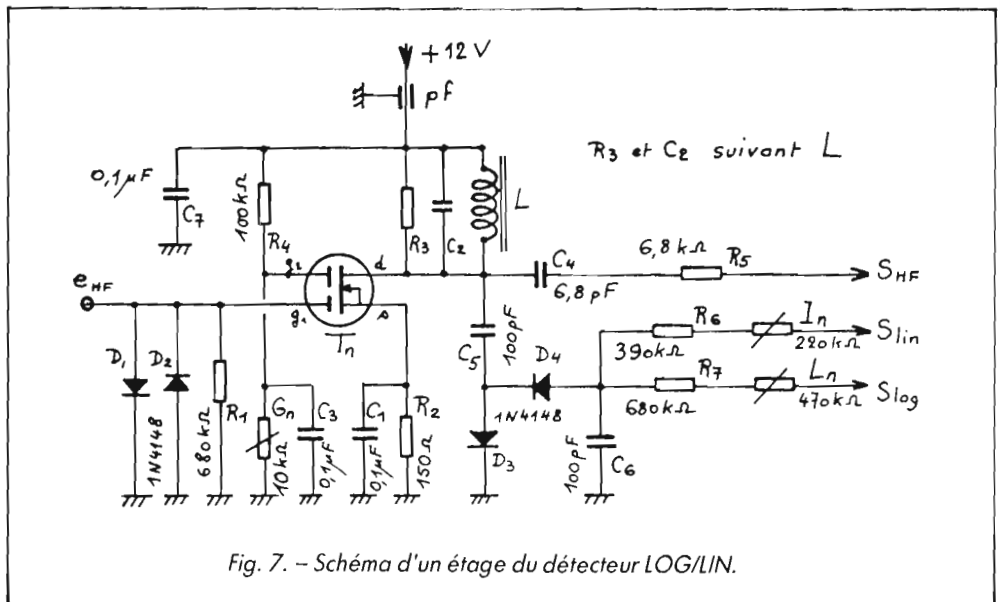 +12V
pf
R3 et C2 suivant L
0,1µF
C7
100kΩ
R4
R3
C2
L
C4
6,8pF
6,8kΩ
R5
SHF
eHF
g2
d
g1
s
Tn
C5
100pF
D4
1N4148
390kΩ
R6
In
220kΩ
Slin
680kΩ
R7
Ln
470kΩ
Slog
D1
1N4148
D2
680kΩ
R1
Gn
10kΩ
C3
0,1µF
C1
0,1µF
R2
150Ω
D3
100pF
C6
Fig. 7. – Schéma d'un étage du détecteur LOG/LIN.